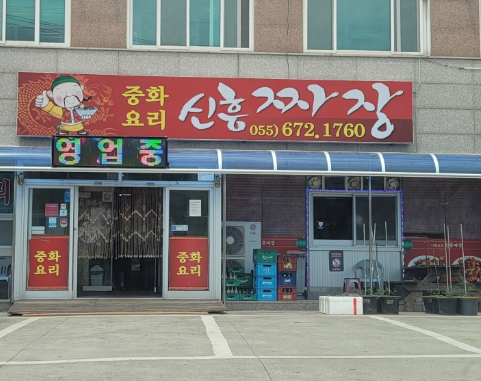 중화
요리
신흥짜장
055) 672.1760
영업중
중화
요리
중화
요리